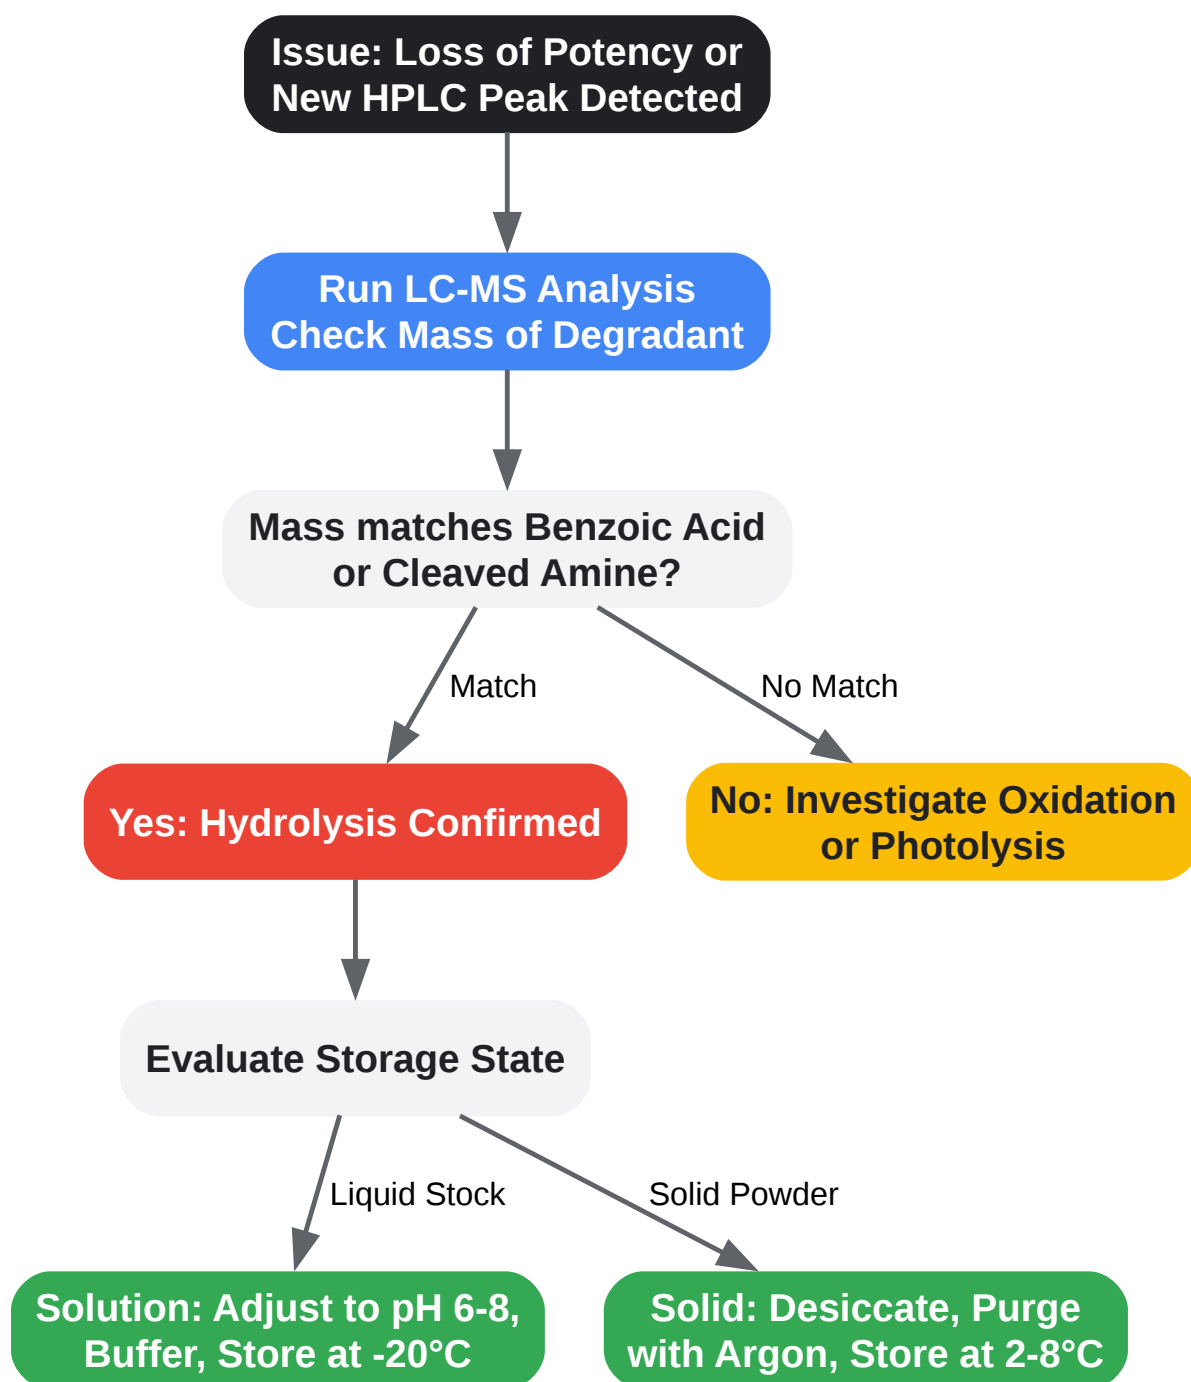 Issue: Loss of Potency or
New HPLC Peak Detected
Run LC-MS Analysis
Check Mass of Degradant
Mass matches Benzoic Acid
or Cleaved Amine?
Match
No Match
Yes: Hydrolysis Confirmed
No: Investigate Oxidation
or Photolysis
Evaluate Storage State
Liquid Stock
Solid Powder
Solution: Adjust to pH 6-8,
Buffer, Store at -20°C
Solid: Desiccate, Purge
with Argon, Store at 2-8°C